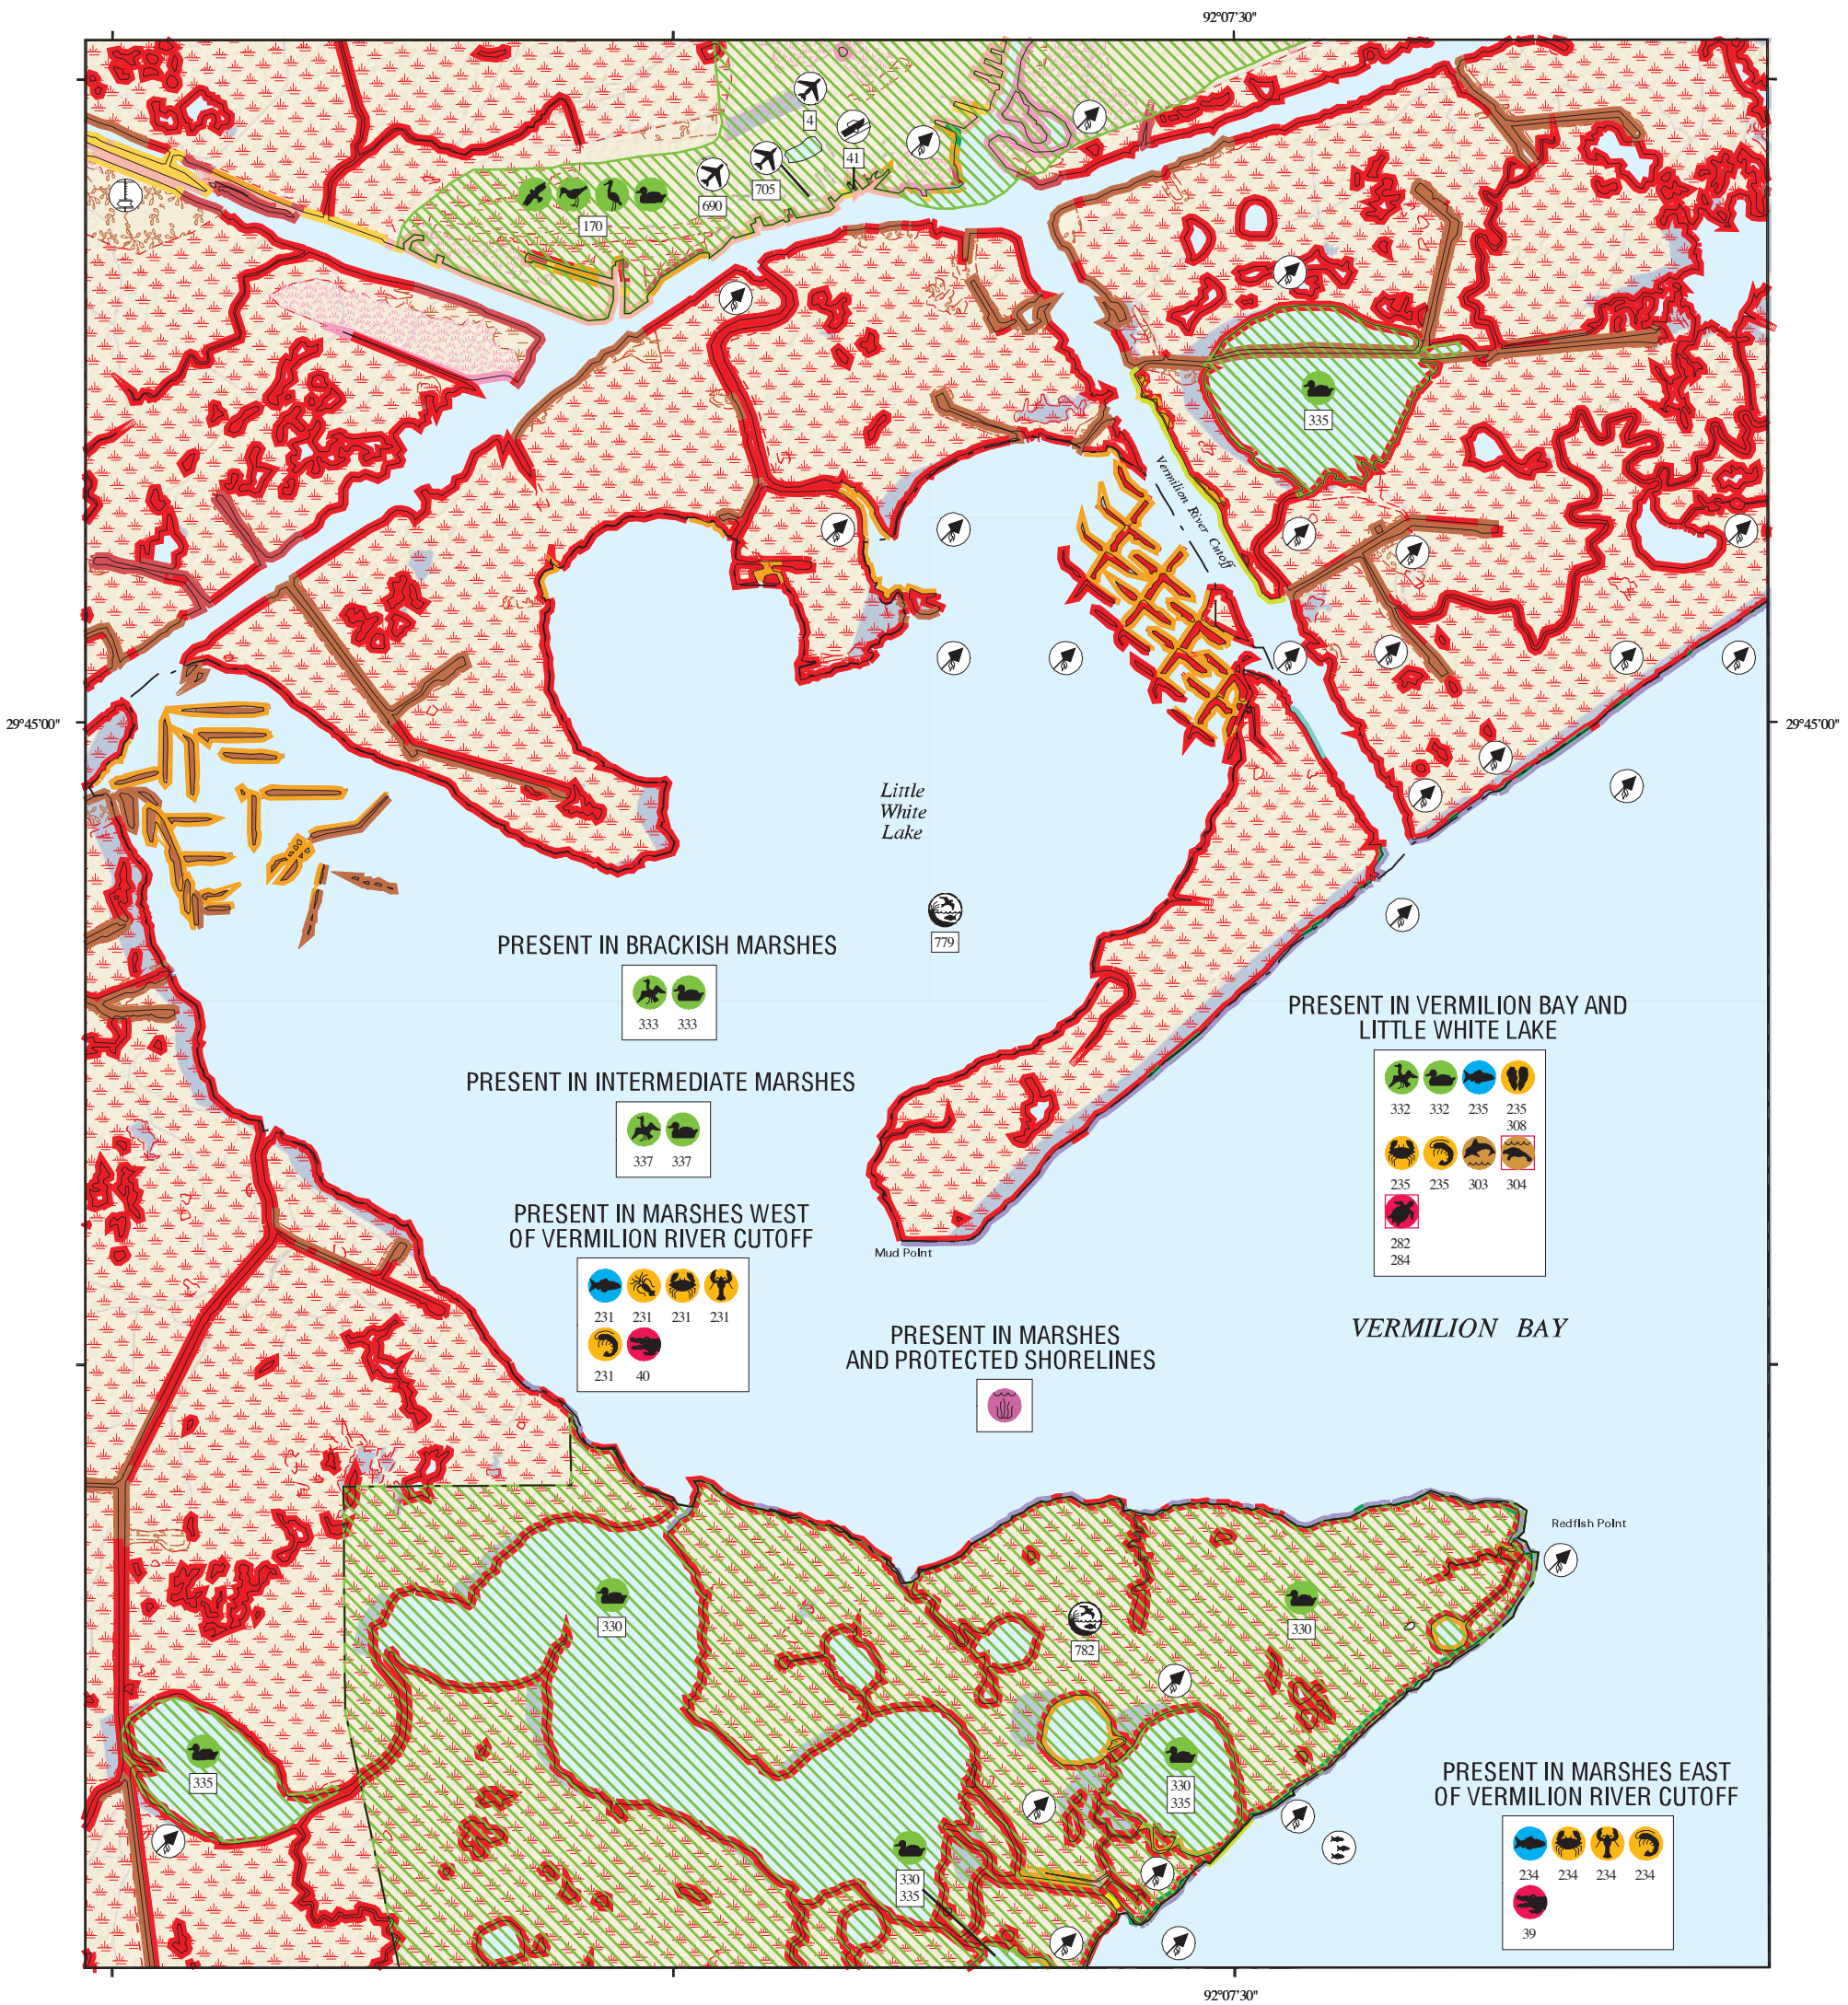 92°07'30"
4
41
705
690
170
335
Vermilion River Cutoff
29°45'00"
29°45'00"
Little
White
Lake
779
PRESENT IN BRACKISH MARSHES
333 333
PRESENT IN INTERMEDIATE MARSHES
337 337
PRESENT IN MARSHES WEST
OF VERMILION RIVER CUTOFF
231 231 231 231
231 40
PRESENT IN VERMILION BAY AND
LITTLE WHITE LAKE
332 332 235 235
308
235 235 303 304
282
284
Mud Point
VERMILION BAY
PRESENT IN MARSHES
AND PROTECTED SHORELINES
Redfish Point
330
782
330
335
330
335
330
335
PRESENT IN MARSHES EAST
OF VERMILION RIVER CUTOFF
234 234 234 234
39
92°07'30"